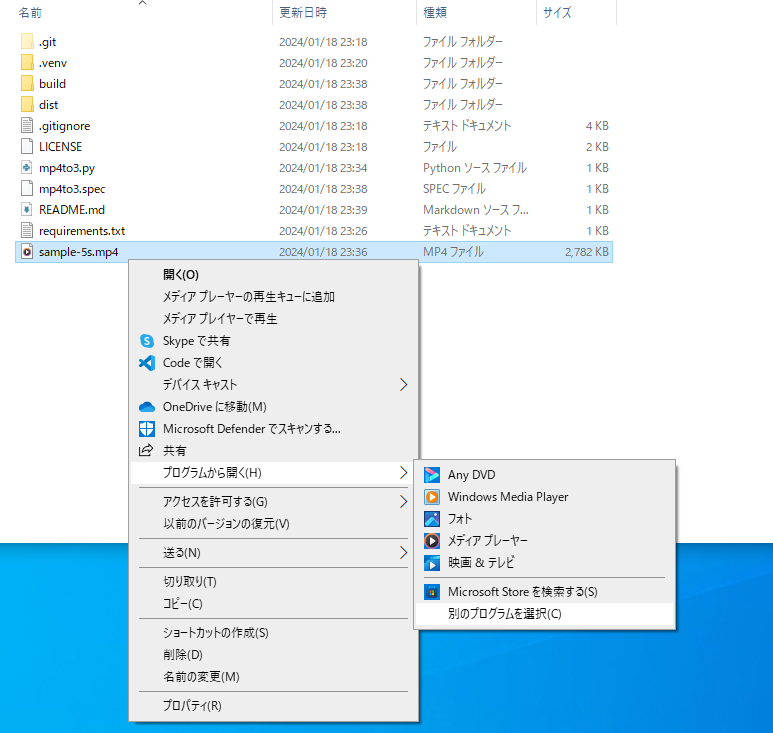 名前 更新日時 種類 サイズ
.git 2024/01/18 23:18 ファイル フォルダー
.venv 2024/01/18 23:20 ファイル フォルダー
build 2024/01/18 23:38 ファイル フォルダー
dist 2024/01/18 23:38 ファイル フォルダー
.gitignore 2024/01/18 23:18 テキスト ドキュメント 4 KB
LICENSE 2024/01/18 23:18 ファイル 2 KB
mp4to3.py 2024/01/18 23:34 Python ソース ファイル 1 KB
mp4to3.spec 2024/01/18 23:38 SPEC ファイル 1 KB
README.md 2024/01/18 23:39 Markdown ソース フ... 1 KB
requirements.txt 2024/01/18 23:26 テキスト ドキュメント 1 KB
sample-5s.mp4 2024/01/18 23:36 MP4 ファイル 2,782 KB
開く(O)
メディア プレーヤーの再生キューに追加
メディア プレイヤーで再生
Skype で共有
Code で開く
デバイス キャスト
OneDrive に移動(M)
Microsoft Defender でスキャンする...
共有
プログラムから開く(H)
アクセスを許可する(G)
以前のバージョンの復元(V)
送る(N)
切り取り(T)
コピー(C)
ショートカットの作成(S)
削除(D)
名前の変更(M)
プロパティ(R)
Any DVD
Windows Media Player
フォト
メディア プレーヤー
映画 & テレビ
Microsoft Store を検索する(S)
別のプログラムを選択(C)